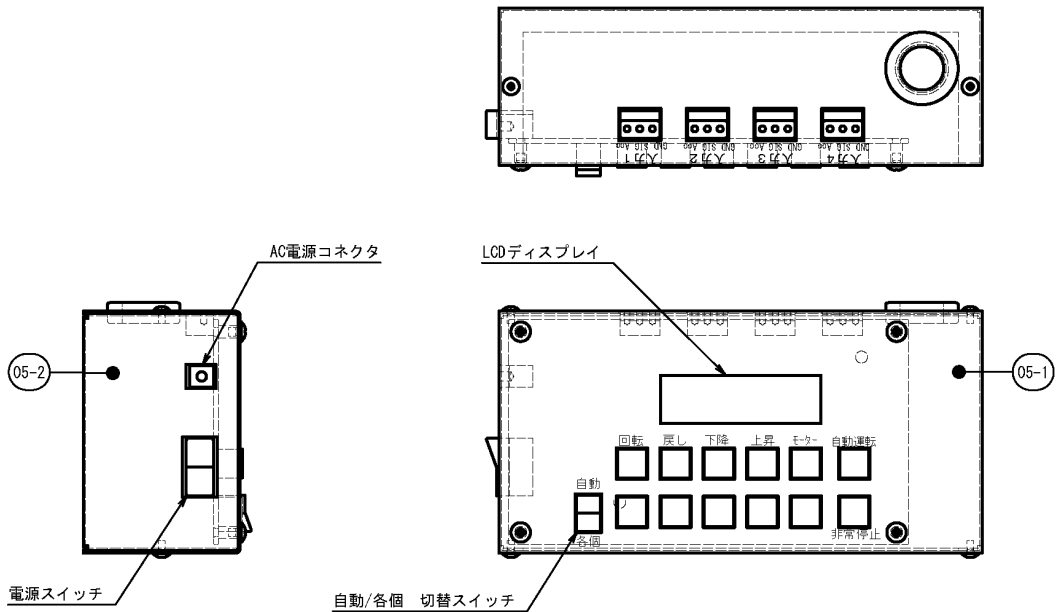 GND SIG Acc
GND SIG Acc
GND SIG Acc
GND SIG Acc
入力1
入力2
入力3
入力4
AC電源コネクタ
LCDディスプレイ
05-2
05-1
回転
戻し
下降
上昇
モーター
自動運転
自動
各個
非常停止
電源スイッチ
自動/各個 切替スイッチ